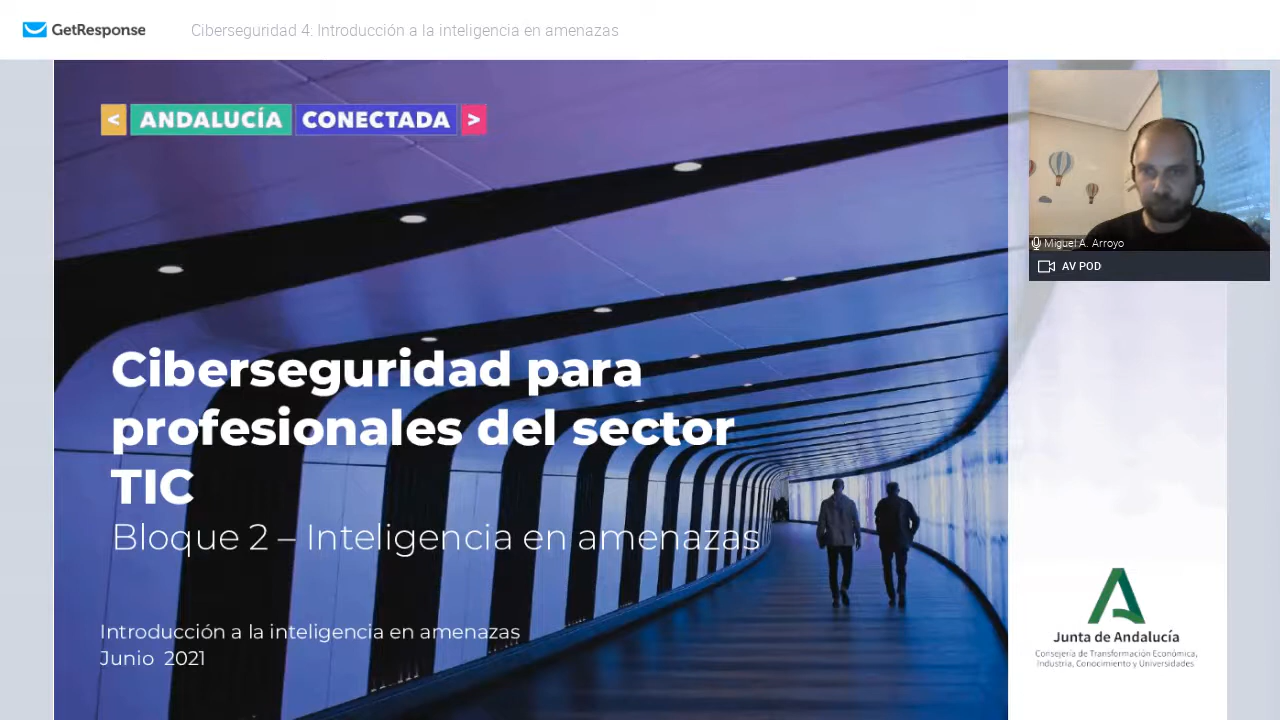 GetResponse
Ciberseguridad 4: Introducción a la inteligencia en amenazas
< ANDALUCÍA CONECTADA >
Miguel A. Arroyo
AV POD
Ciberseguridad para
profesionales del sector
TIC
Bloque 2 – Inteligencia en amenazas
Introducción a la inteligencia en amenazas
Junio 2021
Junta de Andalucía
Consejería de Transformación Económica,
Industria, Conocimiento y Universidades